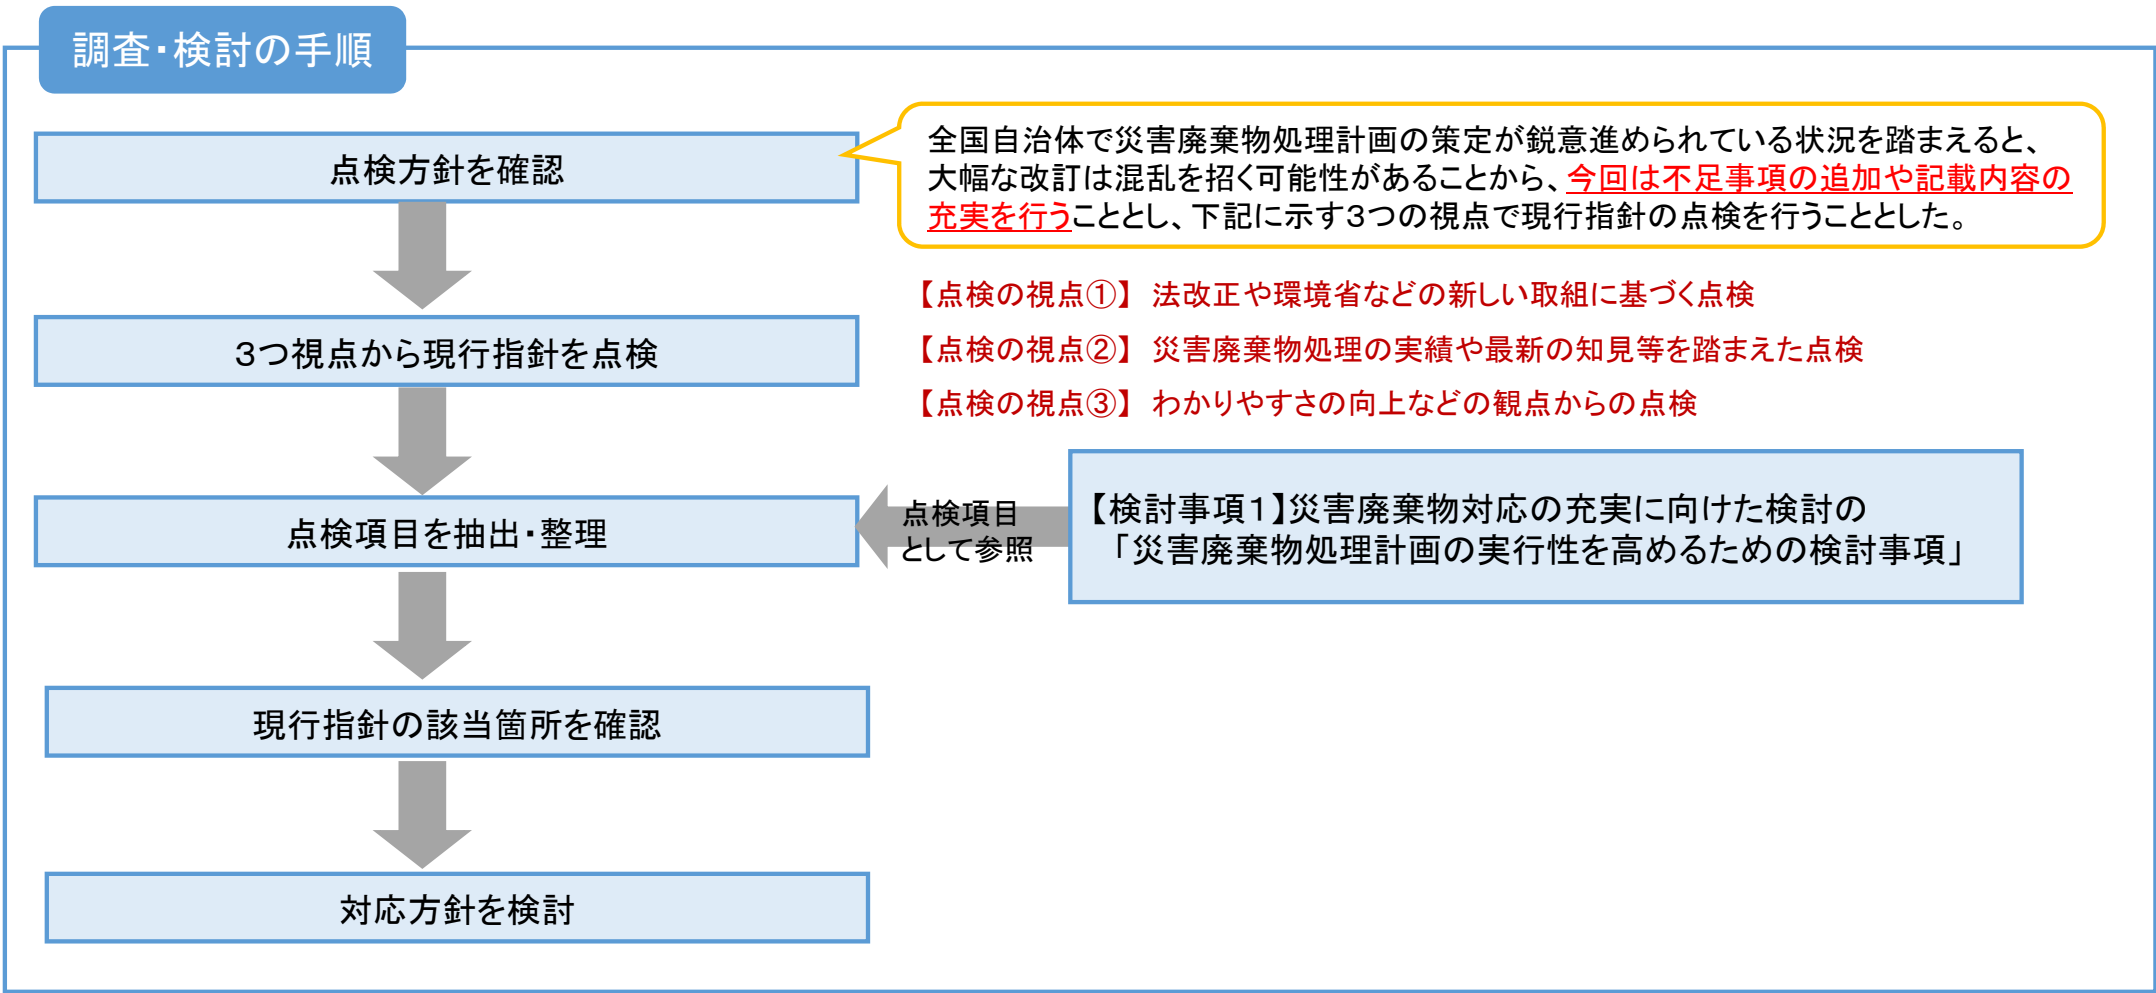 調査・検討の手順
点検方針を確認
全国自治体で災害廃棄物処理計画の策定が鋭意進められている状況を踏まえると、
大幅な改訂は混乱を招く可能性があることから、今回は不足事項の追加や記載内容の
充実を行うこととし、下記に示す３つの視点で現行指針の点検を行うこととした。
【点検の視点①】 法改正や環境省などの新しい取組に基づく点検
３つ視点から現行指針を点検
【点検の視点②】 災害廃棄物処理の実績や最新の知見等を踏まえた点検
【点検の視点③】 わかりやすさの向上などの観点からの点検
点検項目を抽出・整理
点検項目
として参照
【検討事項１】災害廃棄物対応の充実に向けた検討の
「災害廃棄物処理計画の実行性を高めるための検討事項」
現行指針の該当箇所を確認
対応方針を検討